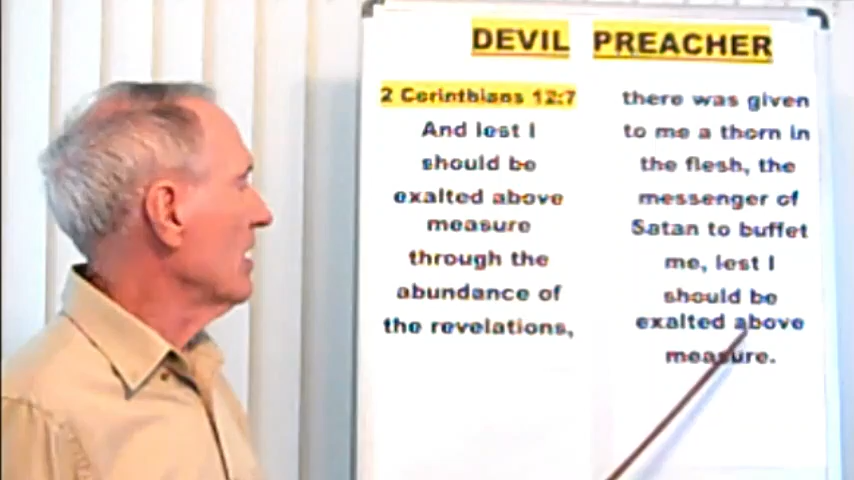 DEVIL PREACHER
2 Corinthians 12:7
And lest I
should be
exalted above
measure
through the
abundance of
the revelations,
there was given
to me a thorn in
the flesh, the
messenger of
Satan to buffet
me, lest I
should be
exalted above
measure.